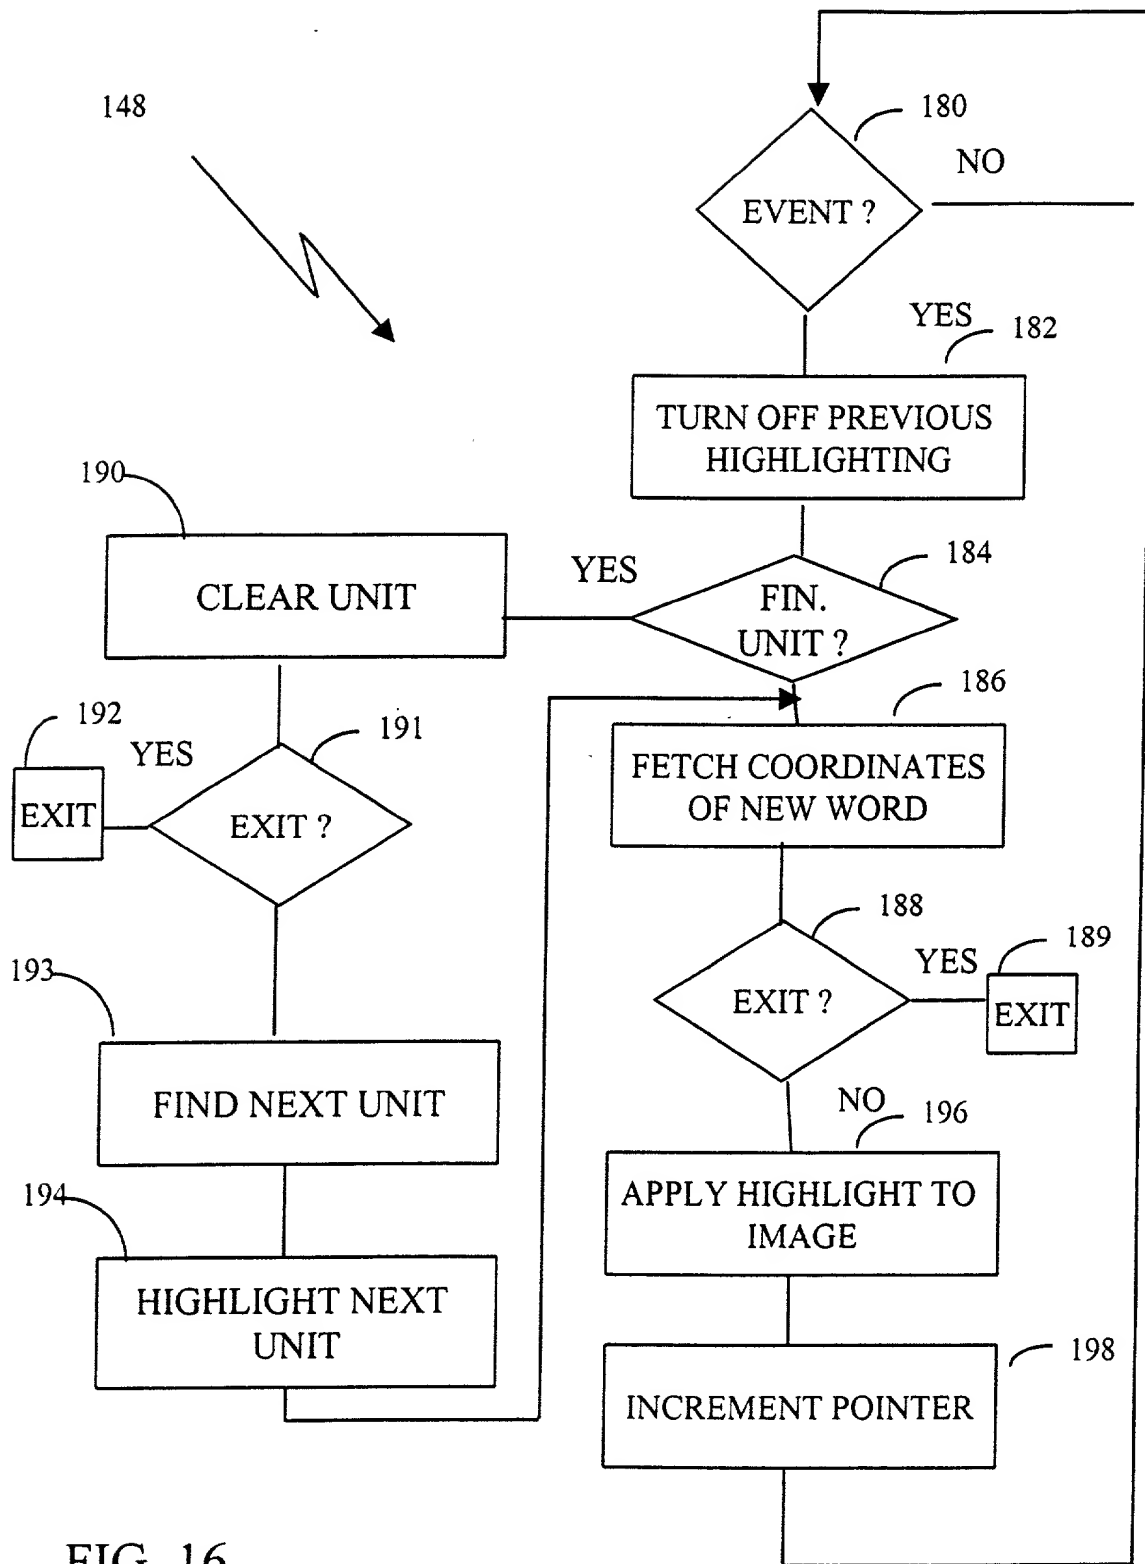 148
180
NO
EVENT ?
YES
182
TURN OFF PREVIOUS
HIGHLIGHTING
190
CLEAR UNIT
YES
184
FIN.
UNIT ?
186
FETCH COORDINATES
OF NEW WORD
192
YES
191
EXIT
EXIT ?
188
YES
189
EXIT ?
EXIT
193
FIND NEXT UNIT
NO
196
APPLY HIGHLIGHT TO
IMAGE
194
HIGHLIGHT NEXT
UNIT
198
INCREMENT POINTER
FIG. 16